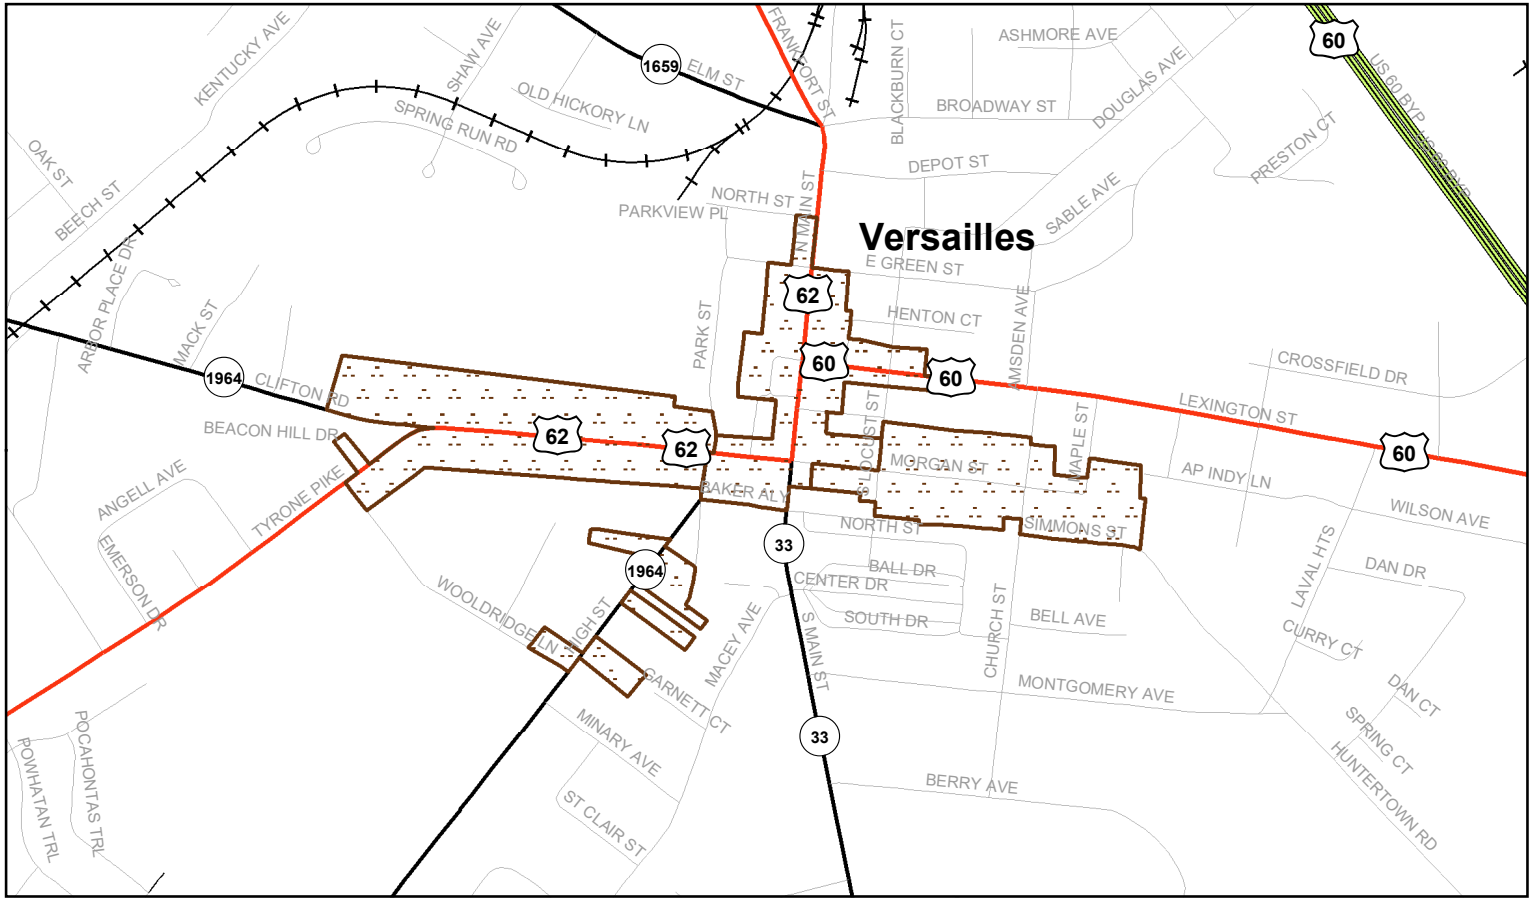 60
ASHMORE AVE
FRANKFORT ST
KENTUCKY AVE
SHAW AVE
1659
ELM ST
BLACKBURN CT
US 60 BYP
US 60 BYP
OLD HICKORY LN
BROADWAY ST
DOUGLAS AVE
SPRING RUN RD
PRESTON CT
OAK ST
DEPOT ST
BEECH ST
NORTH ST
PARKVIEW PL
N MAIN ST
SABLE AVE
Versailles
E GREEN ST
ARBOR PLACE DR
62
MACK ST
PARK ST
HENTON CT
AMSDEN AVE
60
60
CROSSFIELD DR
1964
CLIFTON RD
LEXINGTON ST
BEACON HILL DR
62
62
S LOCUST ST
MAPLE ST
60
MORGAN ST
AP INDY LN
ANGELL AVE
TYRONE PIKE
BAKER ALY
WILSON AVE
NORTH ST
SIMMONS ST
33
EMERSON DR
1964
BALL DR
CENTER DR
LAVAL HTS
DAN DR
WOOLDRIDGE LN
HIGH ST
MACEY AVE
SOUTH DR
S MAIN ST
CHURCH ST
BELL AVE
CURRY CT
GARNETT CT
MONTGOMERY AVE
DAN CT
MINARY AVE
33
SPRING CT
POCAHONTAS TRL
POWHATAN TRL
BERRY AVE
HUNTERTOWN RD
ST CLAIR ST